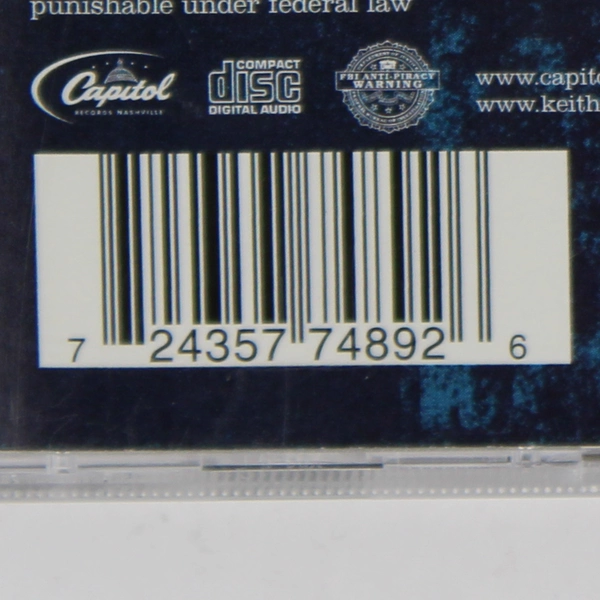 punishable under federal law
Capitol
RECORDS NASHVILLE
COMPACT
disc
DIGITAL AUDIO
FBI ANTI-PIRACY
WARNING
www.capito
www.keith
7 24357 74892 6